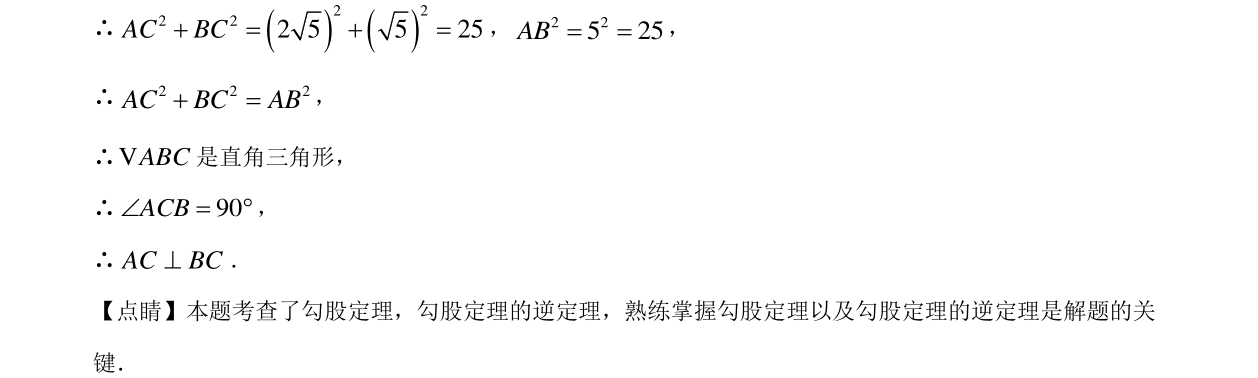 ∴ AC² + BC² = (2√5)² + (√5)² = 25， AB² = 5² = 25，
∴ AC² + BC² = AB²，
∴ VABC 是直角三角形，
∴ ∠ACB = 90°，
∴ AC ⊥ BC．
【点睛】本题考查了勾股定理，勾股定理的逆定理，熟练掌握勾股定理以及勾股定理的逆定理是解题的关
键．